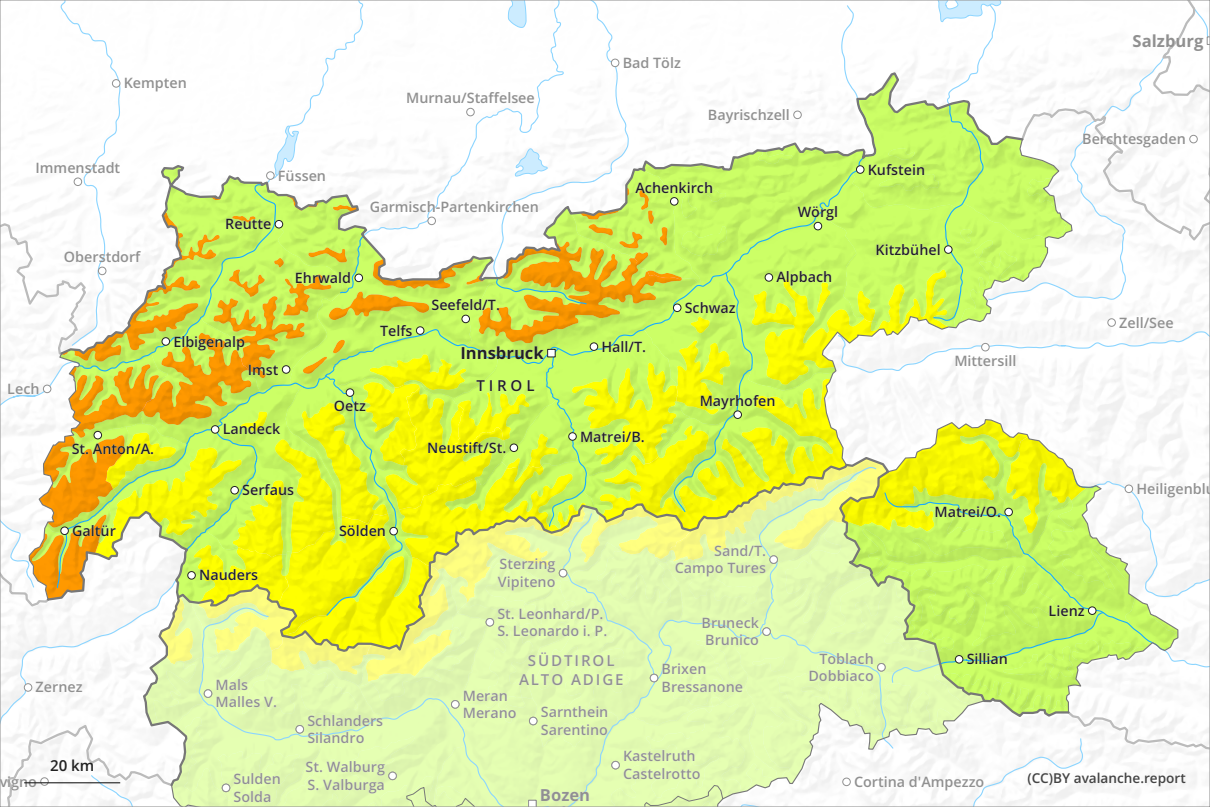 Salzburg
Bad Tölz
Kempten
Murnau/Staffelsee
Bayrischzell
Berchtesgaden
Immenstadt
Füssen
Kufstein
Achenkirch
Garmisch-Partenkirchen
Wörgl
Reutte
Oberstdorf
Kitzbühel
Ehrwald
Alpbach
Seefeld/T.
Schwaz
Zell/See
Telfs
Elbigenalp
Innsbruck
Hall/T.
Mittersill
Imst
TIROL
Lech
Oetz
Mayrhofen
Landeck
Matrei/B.
St. Anton/A.
Neustift/St.
Serfaus
Heiligenblu
Matrei/O.
Galtür
Sölden
Sand/T.
Campo Tures
Sterzing
Vipiteno
Nauders
Lienz
St. Leonhard/P.
S. Leonardo i. P.
Bruneck
Brunico
SÜDTIROL
ALTO ADIGE
Toblach
Dobbiaco
Sillian
Brixen
Bressanone
Zernez
Mals
Malles V.
Meran
Merano
Sarnthein
Sarentino
Schlanders
Silandro
Kastelruth
Castelrotto
20 km
St. Walburg
S. Valburga
vigno
Sulden
Solda
Cortina d'Ampezzo
(CC)BY avalanche.report
Bozen